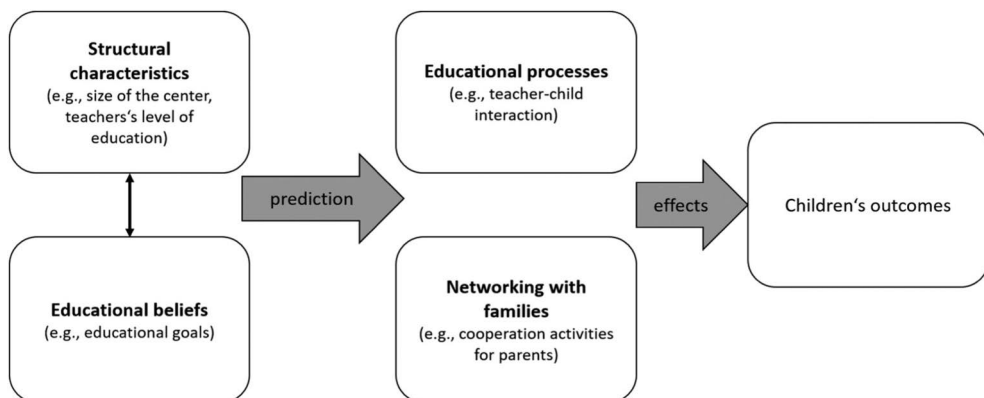 Structural
characteristics
(e.g., size of the center,
teachers‘s level of
education)
Educational processes
(e.g., teacher-child
interaction)
prediction
effects
Children‘s outcomes
Educational beliefs
(e.g., educational goals)
Networking with
families
(e.g., cooperation activities
for parents)